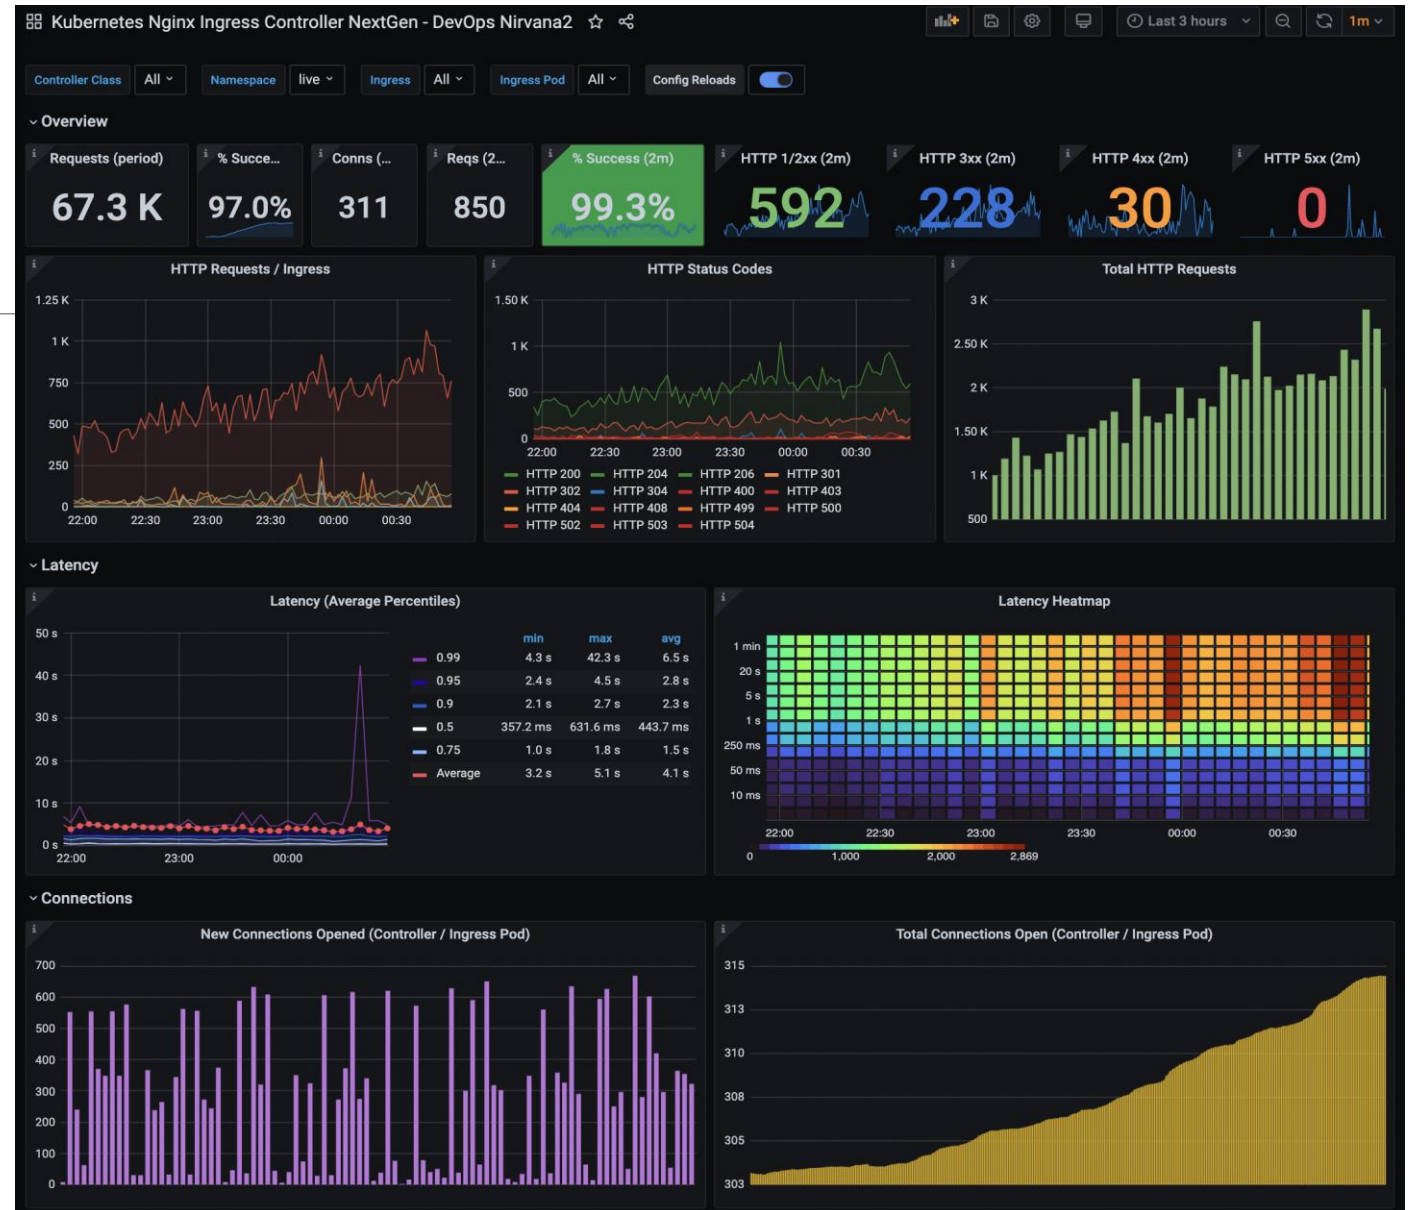 Kubernetes Nginx Ingress Controller NextGen - DevOps Nirvana2
Last 3 hours
1m
Controller Class All Namespace live Ingress All Ingress Pod All Config Reloads
Overview
Requests (period) % Succe... Conns (... Reqs (2... % Success (2m) HTTP 1/2xx (2m) HTTP 3xx (2m) HTTP 4xx (2m) HTTP 5xx (2m)
67.3 K 97.0% 311 850 99.3% 592 228 30 0
HTTP Requests / Ingress
1.25 K
1 K
750
500
250
0
22:00 22:30 23:00 23:30 00:00 00:30
HTTP Status Codes
1.50 K
1 K
500
0
22:00 22:30 23:00 23:30 00:00 00:30
HTTP 200 HTTP 204 HTTP 206 HTTP 301
HTTP 302 HTTP 304 HTTP 400 HTTP 403
HTTP 404 HTTP 408 HTTP 499 HTTP 500
HTTP 502 HTTP 503 HTTP 504
Total HTTP Requests
3 K
2.50 K
2 K
1.50 K
1 K
500
Latency
Latency (Average Percentiles)
50 s
40 s
30 s
20 s
10 s
0 s
22:00 23:00 00:00
min max avg
0.99 4.3 s 42.3 s 6.5 s
0.95 2.4 s 4.5 s 2.8 s
0.9 2.1 s 2.7 s 2.3 s
0.5 357.2 ms 631.6 ms 443.7 ms
0.75 1.0 s 1.8 s 1.5 s
Average 3.2 s 5.1 s 4.1 s
Latency Heatmap
1 min
20 s
5 s
1 s
250 ms
50 ms
10 ms
22:00 22:30 23:00 23:30 00:00 00:30
0 1,000 2,000 2,869
Connections
New Connections Opened (Controller / Ingress Pod)
700
600
500
400
300
200
100
0
Total Connections Open (Controller / Ingress Pod)
315
313
310
308
305
303